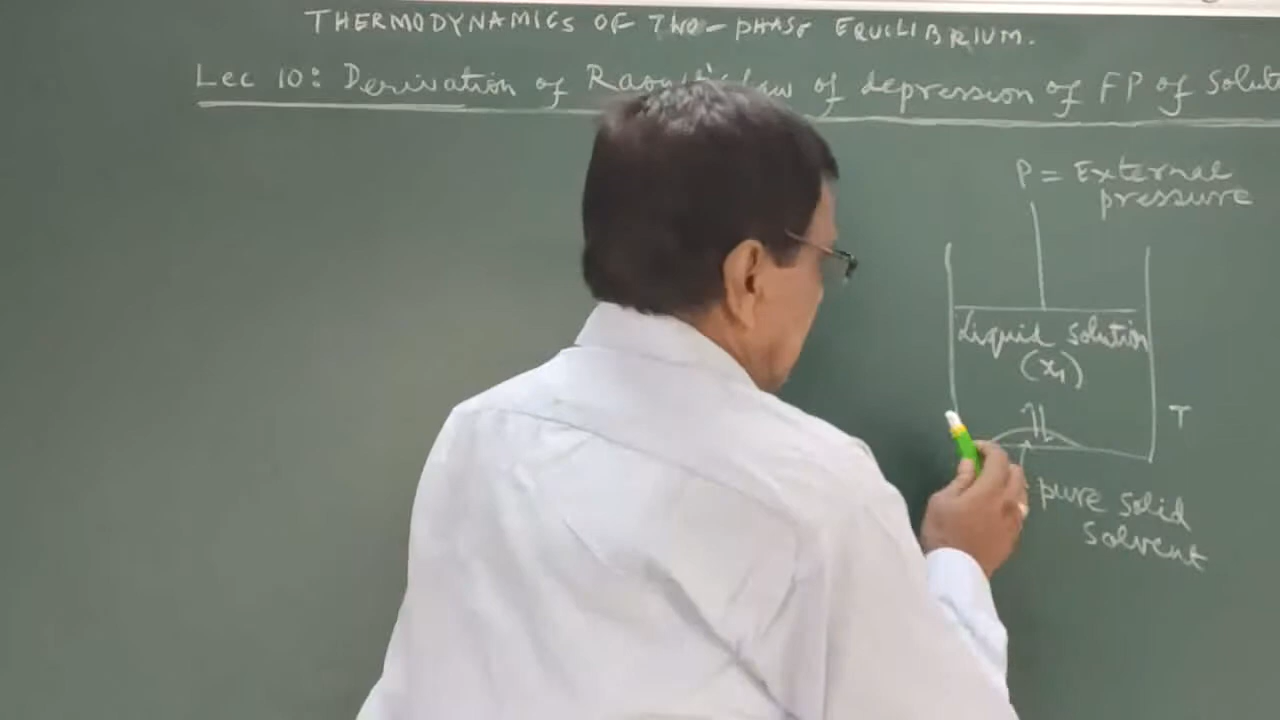 THERMODYNAMICS OF TWO-PHASE EQUILIBRIUM.
Lec 10: Derivation of Law of depression of FP of
P = External
pressure
Liquid solution
(x₁)
T
pure solid
solvent